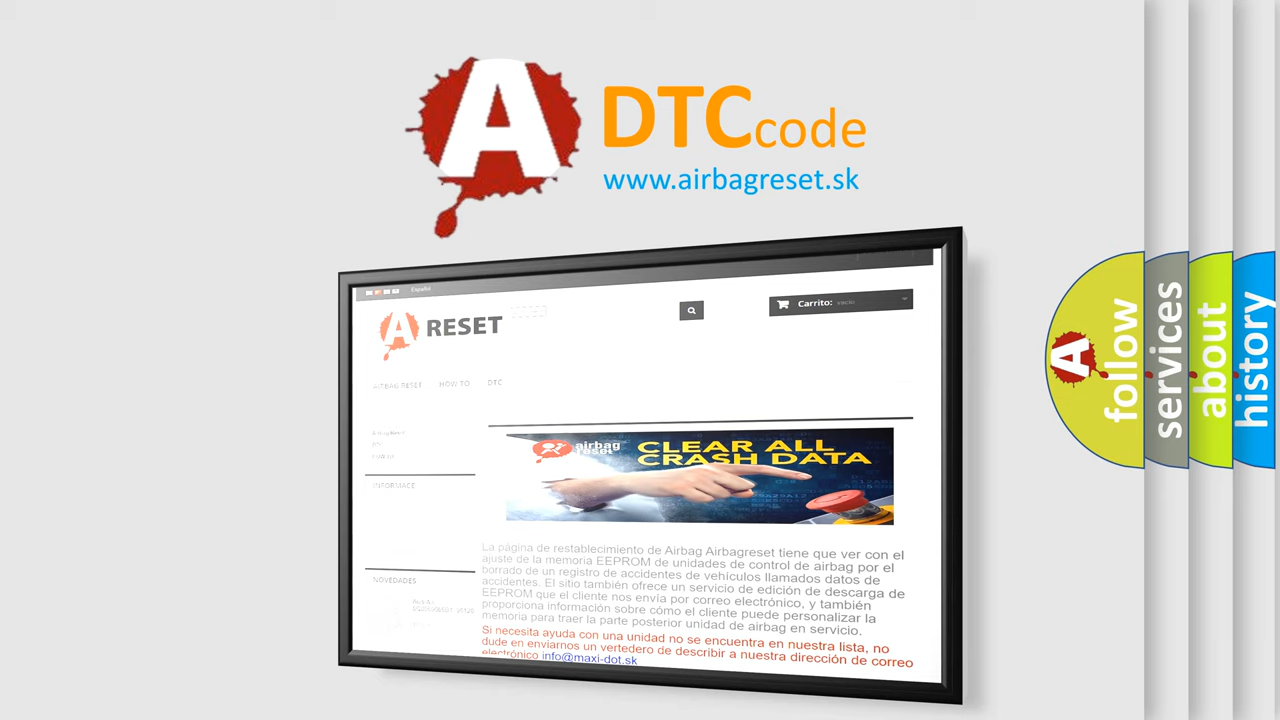 A DTCcode
www.airbagreset.sk
Español
A RESET
Carrito: vacío
AIRBAG RESET HOW TO DTC
INFORMACE
NOVEDADES
airbag
reset
CLEAR ALL
CRASH DATA
La página de restablecimiento de Airbag Airbagreset tiene que ver con el
ajuste de la memoria EEPROM de unidades de control de airbag por el
borrado de un registro de accidentes de vehículos llamados datos de
accidentes. El sitio también ofrece un servicio de edición de descarga de
EEPROM que el cliente nos envía por correo electrónico, y también
proporciona información sobre cómo el cliente puede personalizar la
memoria para traer la parte posterior unidad de airbag en servicio.
Si necesita ayuda con una unidad no se encuentra en nuestra lista, no
dude en enviarnos un vertedero de describir a nuestra dirección de correo
electrónico info@maxi-dot.sk
A follow
services
about
history